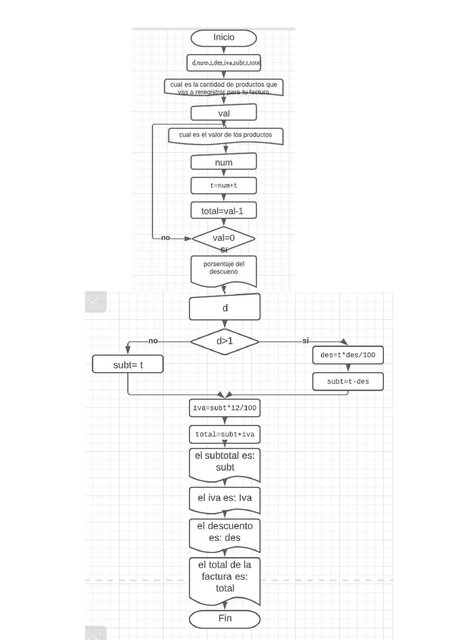 Inicio
d,num,i,des,iva,subt,t,total
cual es la cantidad de productos que
vas a reregistrar para tu factura
val
cual es el valor de los productos
num
t=num+t
total=val-1
no
val=0
si
porsentaje del
descueno
d
no
d>1
si
subt= t
des=t*des/100
subt=t-des
iva=subt*12/100
total=subt+iva
el subtotal es:
subt
el iva es: Iva
el descuento
es: des
el total de la
factura es:
total
Fin